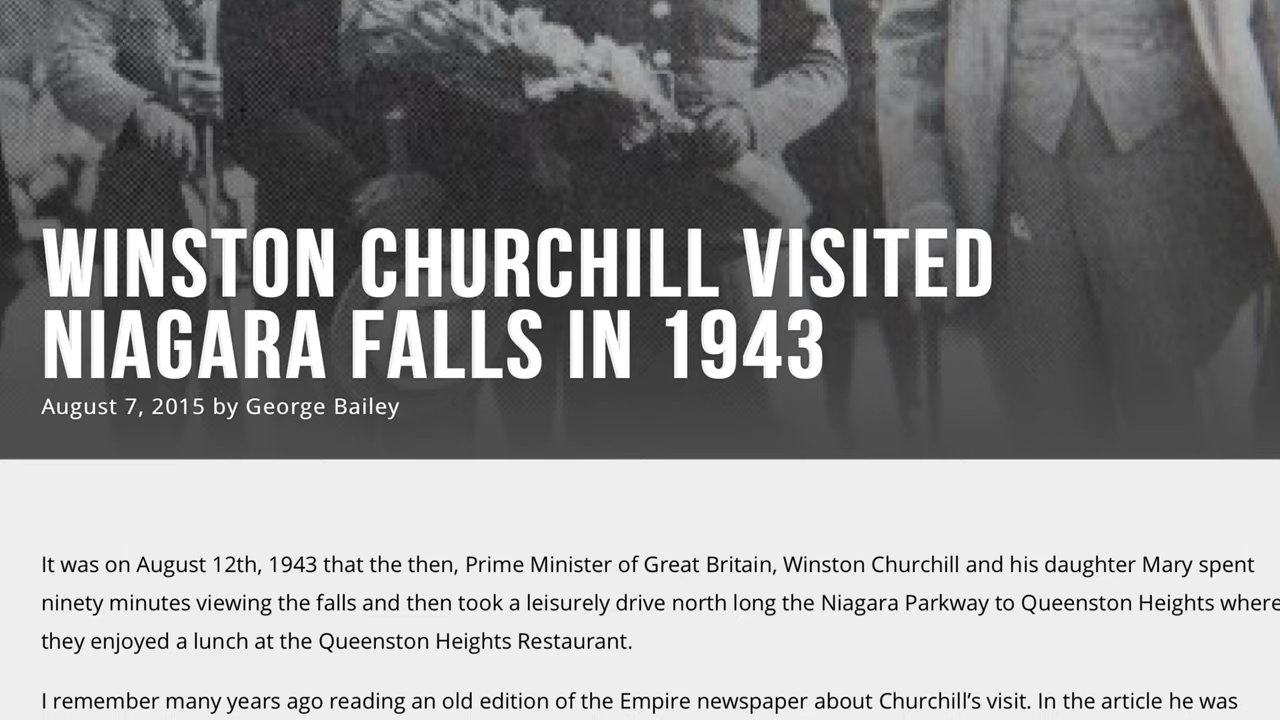 WINSTON CHURCHILL VISITED
NIAGARA FALLS IN 1943
August 7, 2015 by George Bailey
It was on August 12th, 1943 that the then, Prime Minister of Great Britain, Winston Churchill and his daughter Mary spent
ninety minutes viewing the falls and then took a leisurely drive north long the Niagara Parkway to Queenston Heights where
they enjoyed a lunch at the Queenston Heights Restaurant.
I remember many years ago reading an old edition of the Empire newspaper about Churchill’s visit. In the article he was